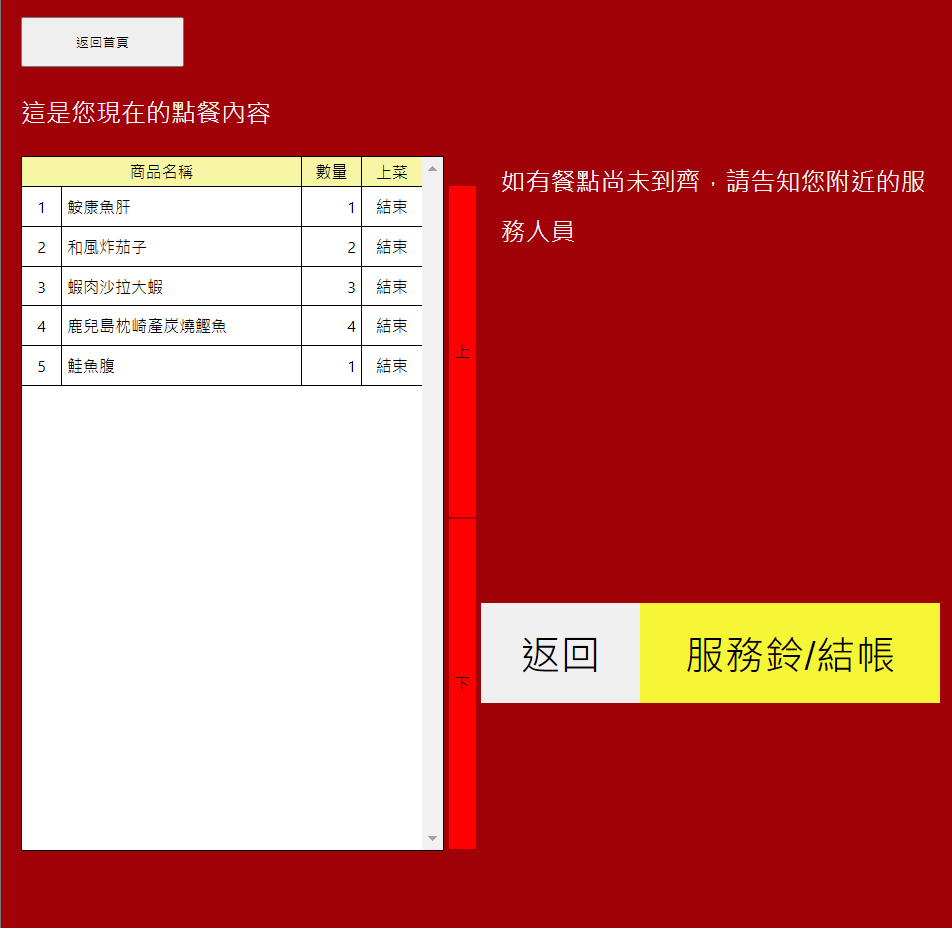 返回首頁
這是您現在的點餐內容
商品名稱 數量 上菜
1 鮟康魚肝 1 結束
2 和風炸茄子 2 結束
3 蝦肉沙拉大蝦 3 結束
4 鹿兒島枕崎產炭燒鰹魚 4 結束
5 鮭魚腹 1 結束
上
下
如有餐點尚未到齊，請告知您附近的服
務人員
返回
服務鈴/結帳